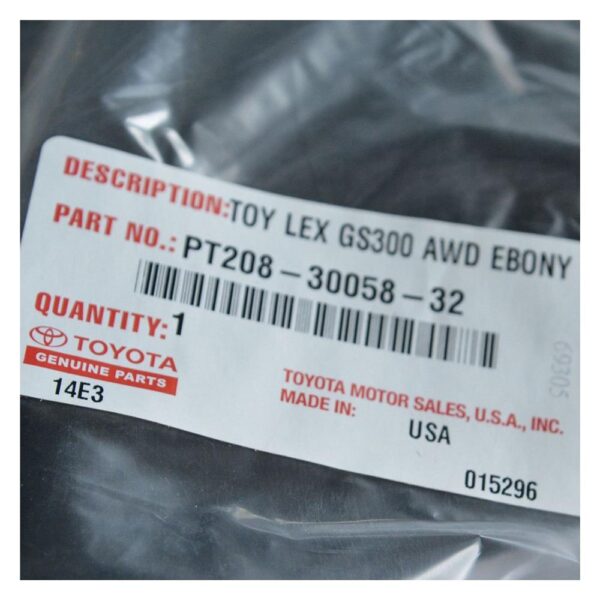 DESCRIPTION:TOY LEX GS300 AWD EBONY
PART NO.: PT208-30058-32
QUANTITY: 1
TOYOTA
GENUINE PARTS
14E3
TOYOTA MOTOR SALES, U.S.A., INC.
MADE IN: USA
015296
69305